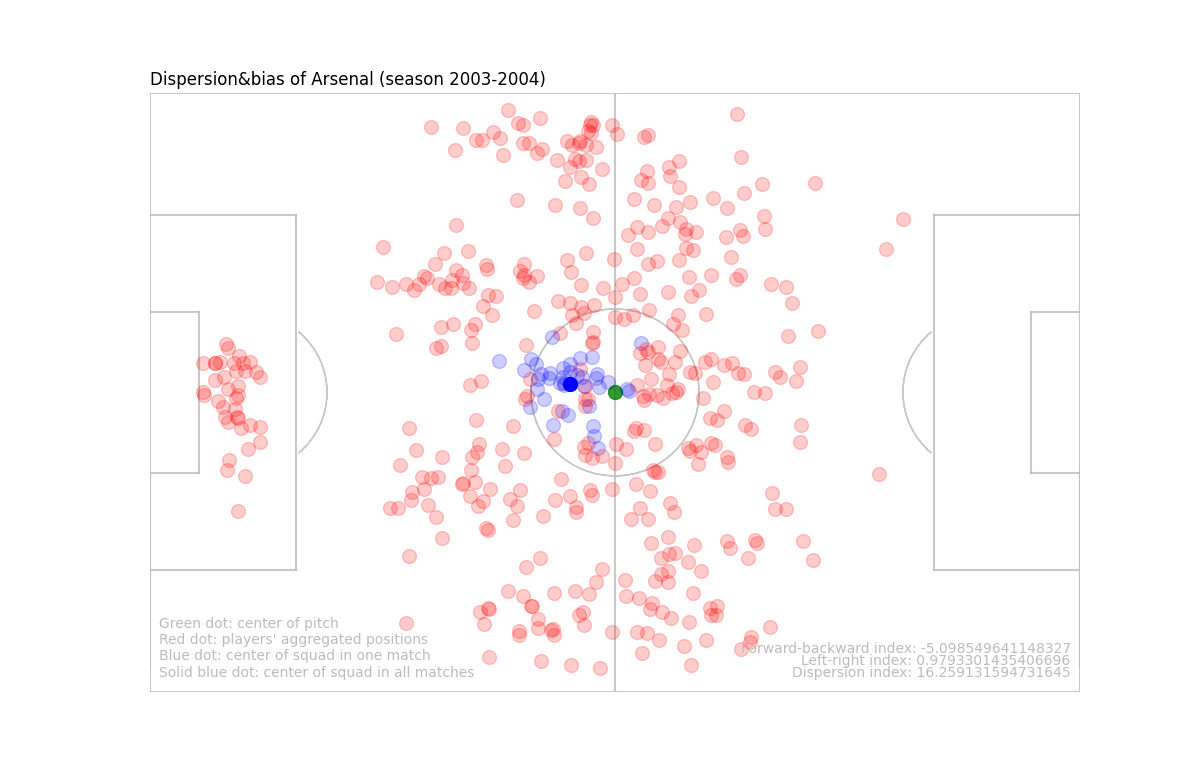 Dispersion&bias of Arsenal (season 2003-2004)
Green dot: center of pitch
Red dot: players' aggregated positions
Blue dot: center of squad in one match
Solid blue dot: center of squad in all matches
Forward-backward index: -5.098549641148327
Left-right index: 0.9793301435406696
Dispersion index: 16.259131594731645